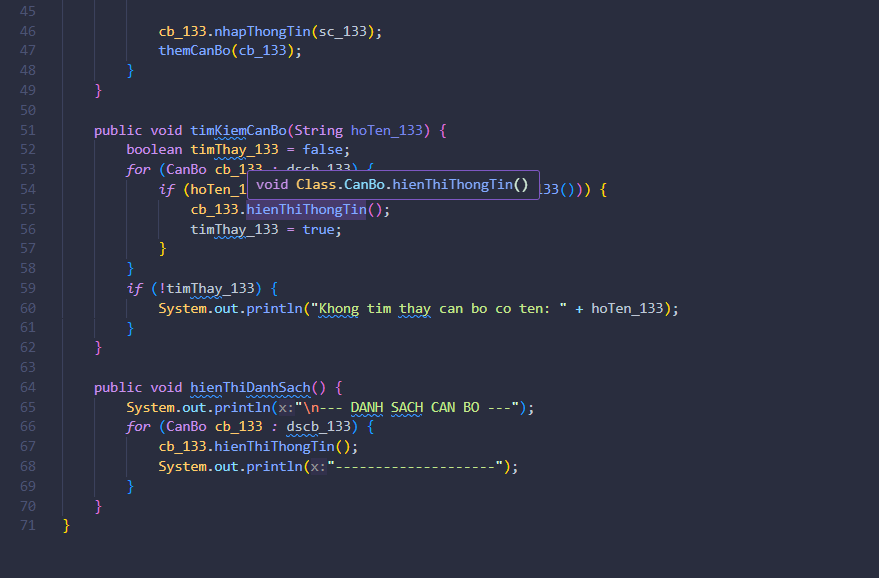 45
46 cb_133.nhapThongTin(sc_133);
47 themCanBo(cb_133);
48 }
49 }
50
51 public void timKiemCanBo(String hoTen_133) {
52 boolean timThay_133 = false;
53 for (CanBo cb_133 : dscb_133) {
void Class.CanBo.hienThiThongTin()
54 if (hoTen_1 33())) {
55 cb_133.hienThiThongTin();
56 timThay_133 = true;
57 }
58 }
59 if (!timThay_133) {
60 System.out.println("Khong tim thay can bo co ten: " + hoTen_133);
61 }
62 }
63
64 public void hienThiDanhSach() {
65 System.out.println(x:"\n--- DANH SACH CAN BO ---");
66 for (CanBo cb_133 : dscb_133) {
67 cb_133.hienThiThongTin();
68 System.out.println(x:"--------------------");
69 }
70 }
71 }